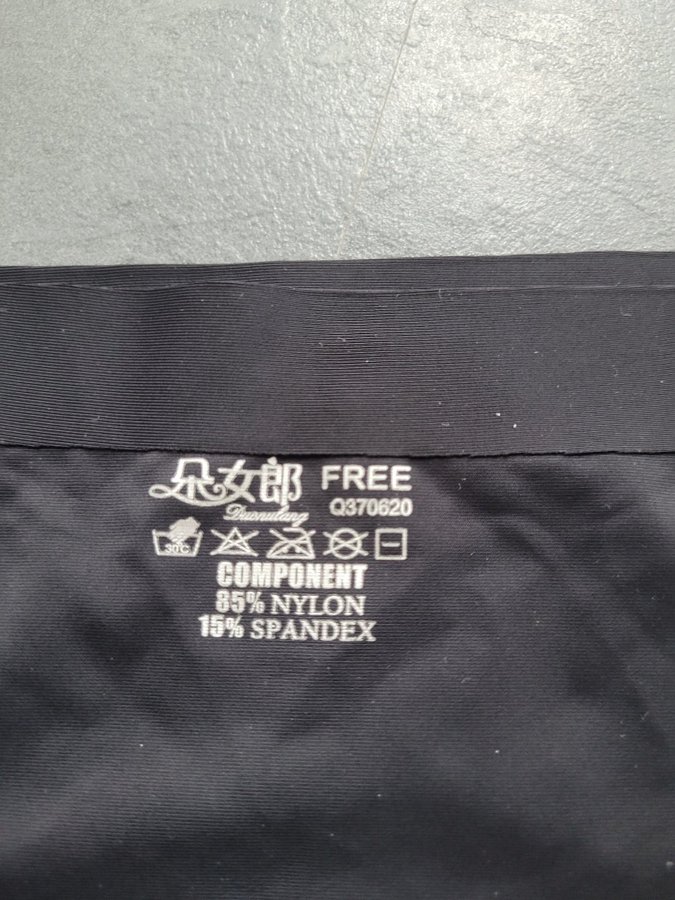 朵女郎 FREE
Duonulang Q370620
30℃
COMPONENT
85% NYLON
15% SPANDEX